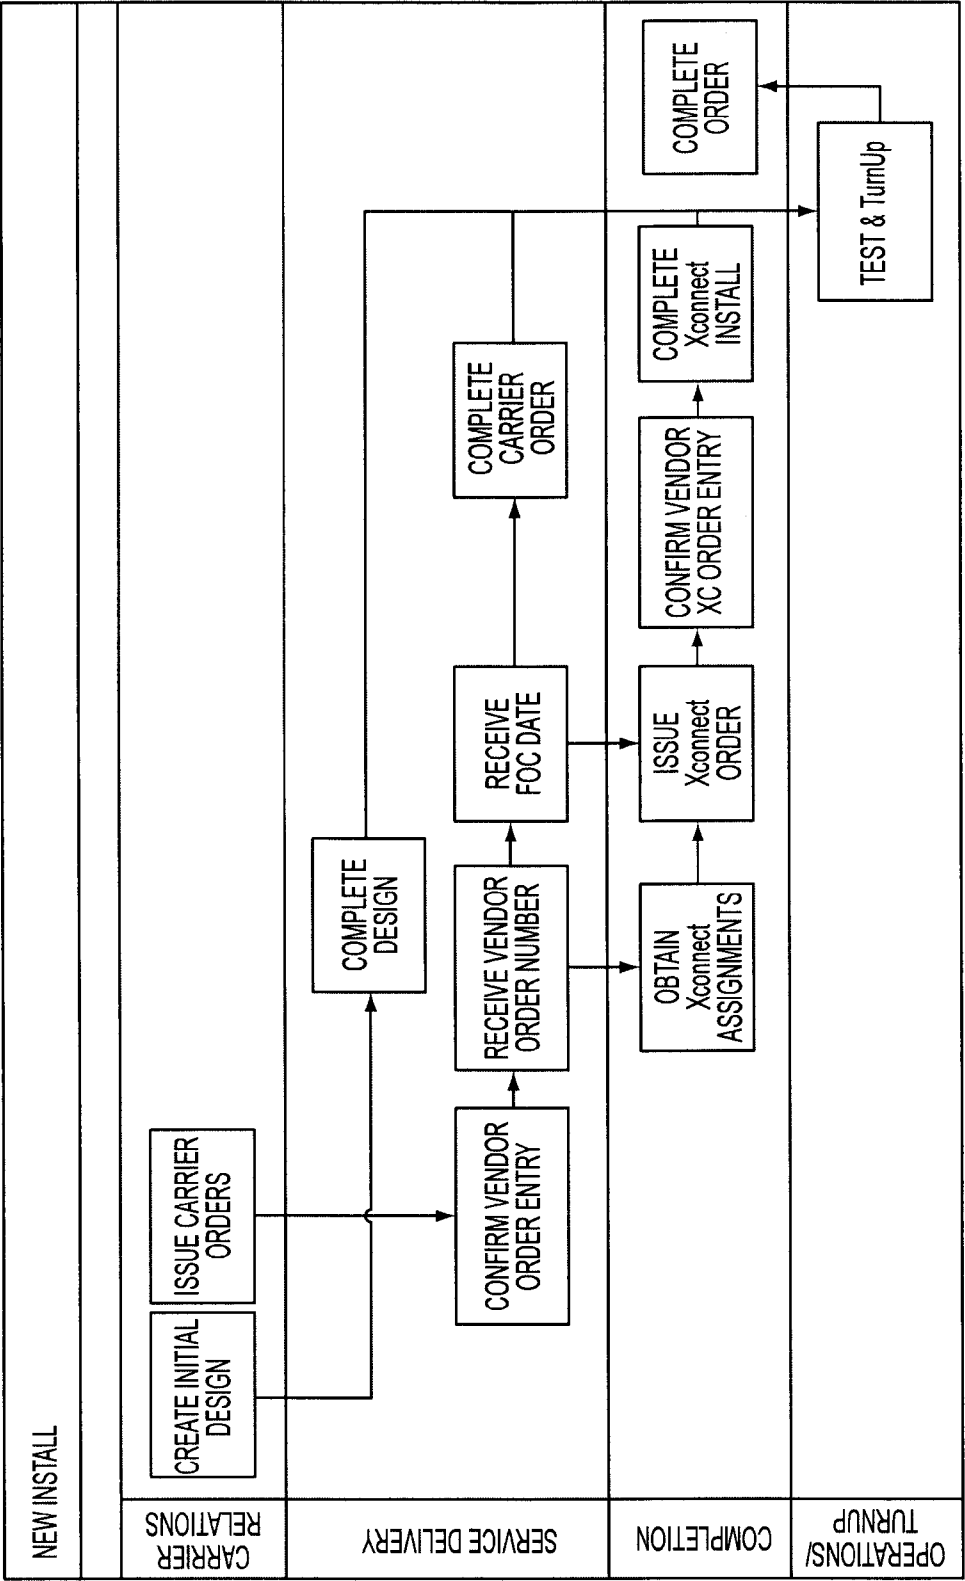 NEW INSTALL
CARRIER
RELATIONS
CREATE INITIAL
DESIGN
ISSUE CARRIER
ORDERS
SERVICE DELIVERY
COMPLETE
DESIGN
CONFIRM VENDOR
ORDER ENTRY
RECEIVE VENDOR
ORDER NUMBER
RECEIVE
FOC DATE
COMPLETE
CARRIER
ORDER
COMPLETION
OBTAIN
Xconnect
ASSIGNMENTS
ISSUE
Xconnect
ORDER
CONFIRM VENDOR
XC ORDER ENTRY
COMPLETE
Xconnect
INSTALL
COMPLETE
ORDER
OPERATIONS/
TURNUP
TEST & TurnUp